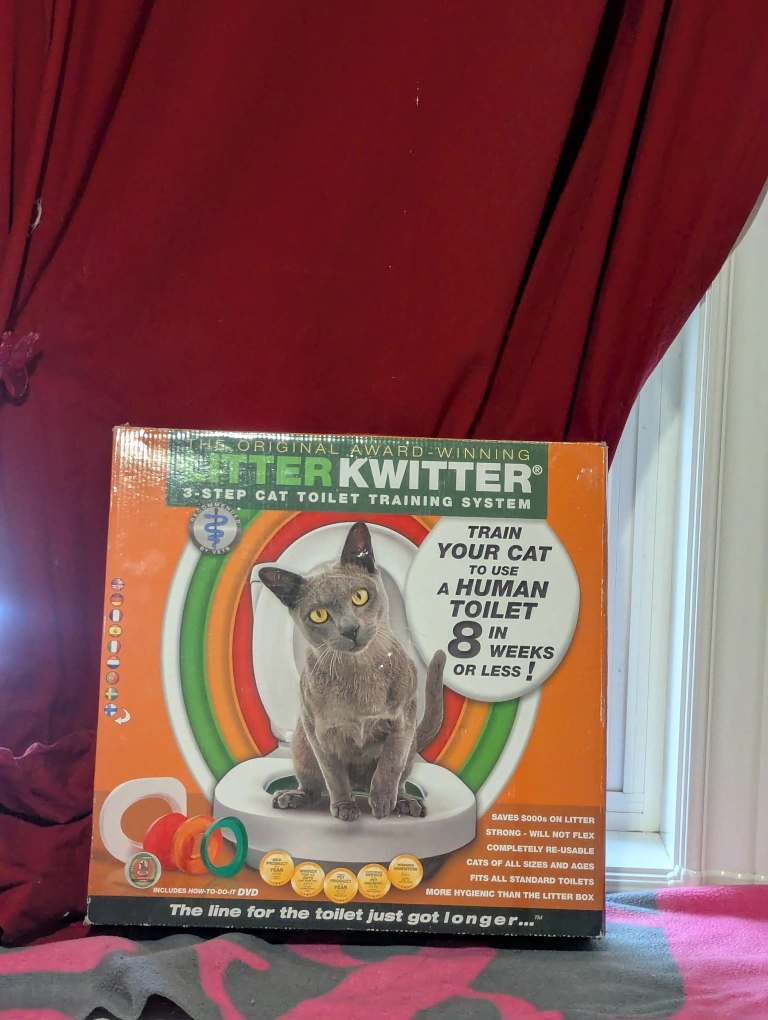 THE ORIGINAL AWARD-WINNING
LITTER KWITTER®
3-STEP CAT TOILET TRAINING SYSTEM
RECOMMENDED
BY VETS
TRAIN
YOUR CAT
TO USE
A HUMAN
TOILET
8 IN WEEKS
OR LESS!
SAVES $000s ON LITTER
STRONG - WILL NOT FLEX
COMPLETELY RE-USABLE
CATS OF ALL SIZES AND AGES
FITS ALL STANDARD TOILETS
MORE HYGIENIC THAN THE LITTER BOX
INCLUDES HOW-TO-DO-IT DVD
The line for the toilet just got longer...™